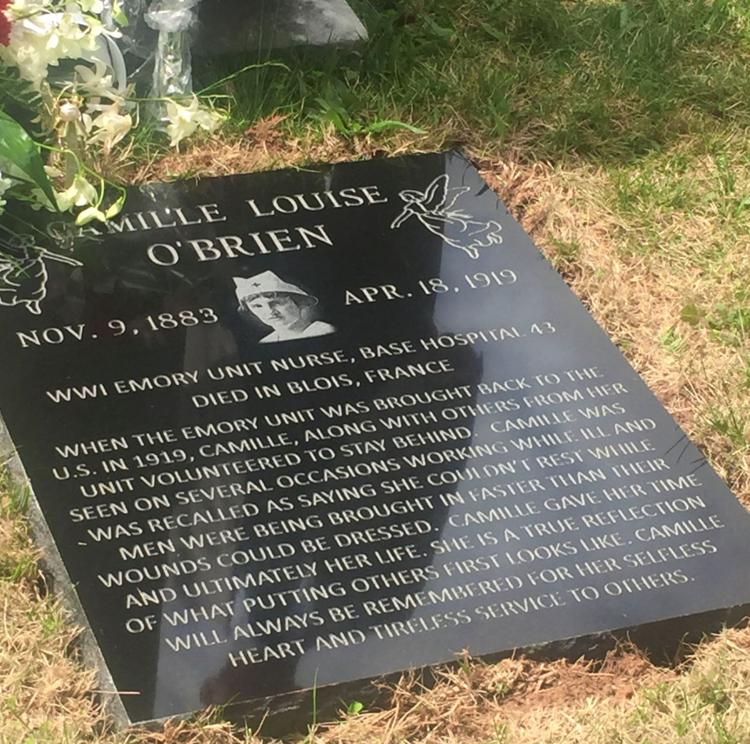 CAMILLE LOUISE
O'BRIEN
NOV. 9, 1883 APR. 18, 1919
WWI EMORY UNIT NURSE, BASE HOSPITAL 43
DIED IN BLOIS, FRANCE
WHEN THE EMORY UNIT WAS BROUGHT BACK TO THE
U.S. IN 1919, CAMILLE, ALONG WITH OTHERS FROM HER
UNIT VOLUNTEERED TO STAY BEHIND. CAMILLE WAS
SEEN ON SEVERAL OCCASIONS WORKING WHILE ILL AND
WAS RECALLED AS SAYING SHE COULDN'T REST WHILE
MEN WERE BEING BROUGHT IN FASTER THAN THEIR
WOUNDS COULD BE DRESSED. CAMILLE GAVE HER TIME
AND ULTIMATELY HER LIFE. SHE IS A TRUE REFLECTION
OF WHAT PUTTING OTHERS FIRST LOOKS LIKE. CAMILLE
WILL ALWAYS BE REMEMBERED FOR HER SELFLESS
HEART AND TIRELESS SERVICE TO OTHERS.